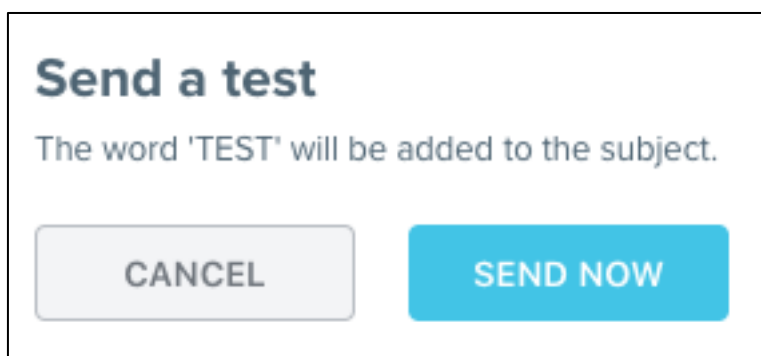 Send a test
The word 'TEST' will be added to the subject.
CANCEL SEND NOW